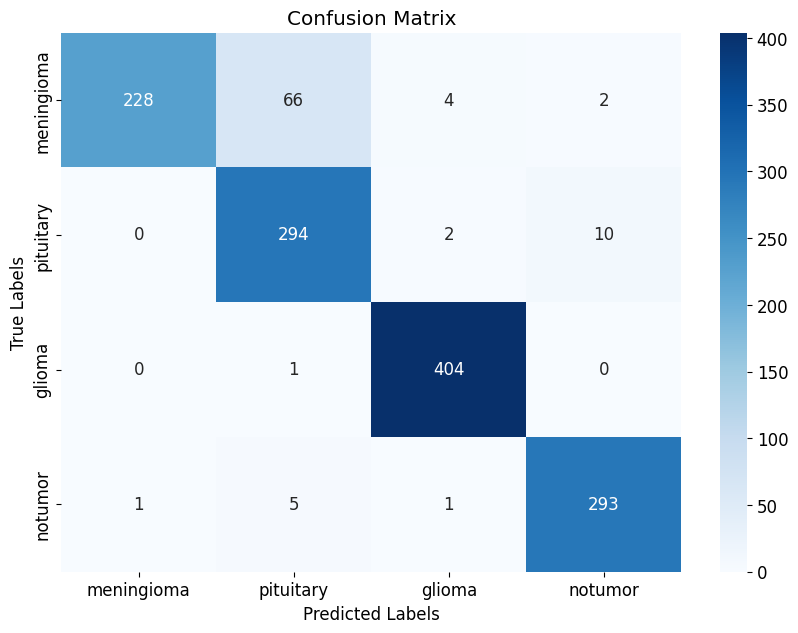 Confusion Matrix
True Labels
meningioma 228 66 4 2
pituitary 0 294 2 10
glioma 0 1 404 0
notumor 1 5 1 293
meningioma pituitary glioma notumor
Predicted Labels
400
350
300
250
200
150
100
50
0